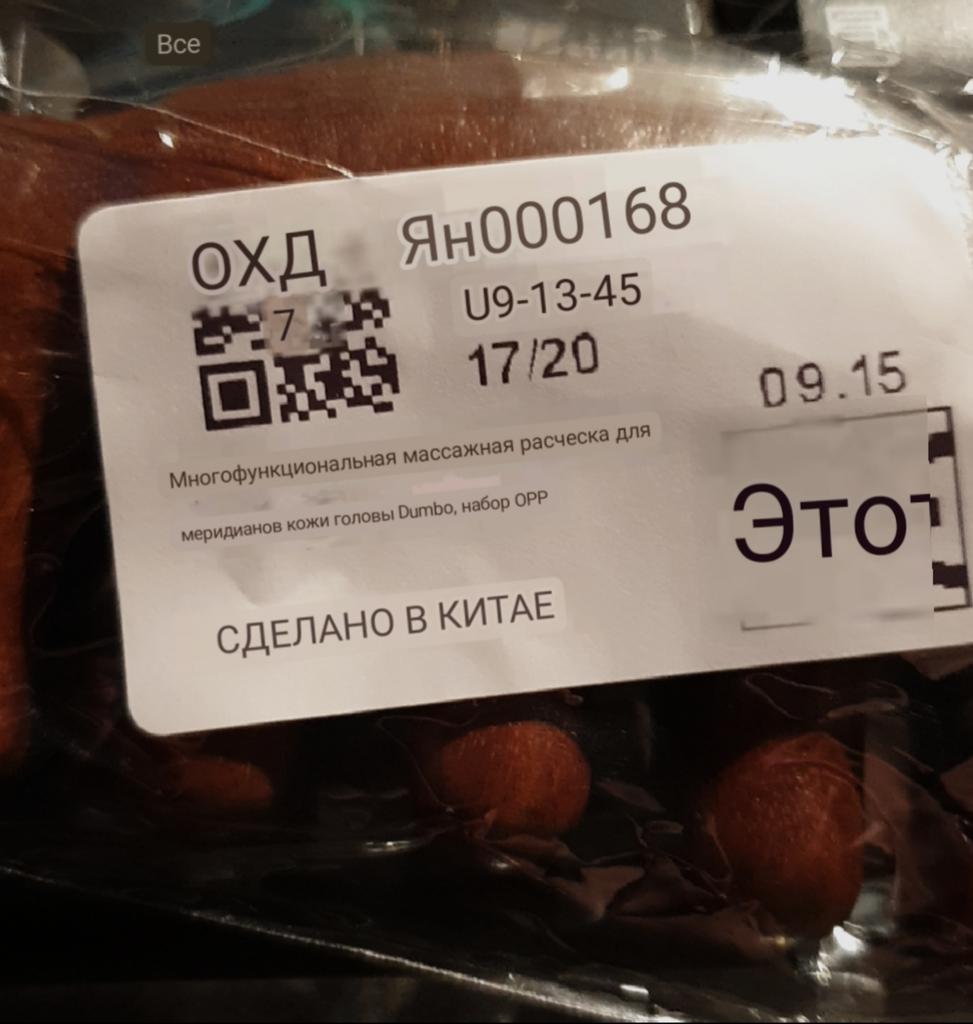 Все
ОХД Ян000168
7
U9-13-45
17/20
09.15
Многофункциональная массажная расческа для
меридианов кожи головы Dumbo, набор OPP
Этот
СДЕЛАНО В КИТАЕ